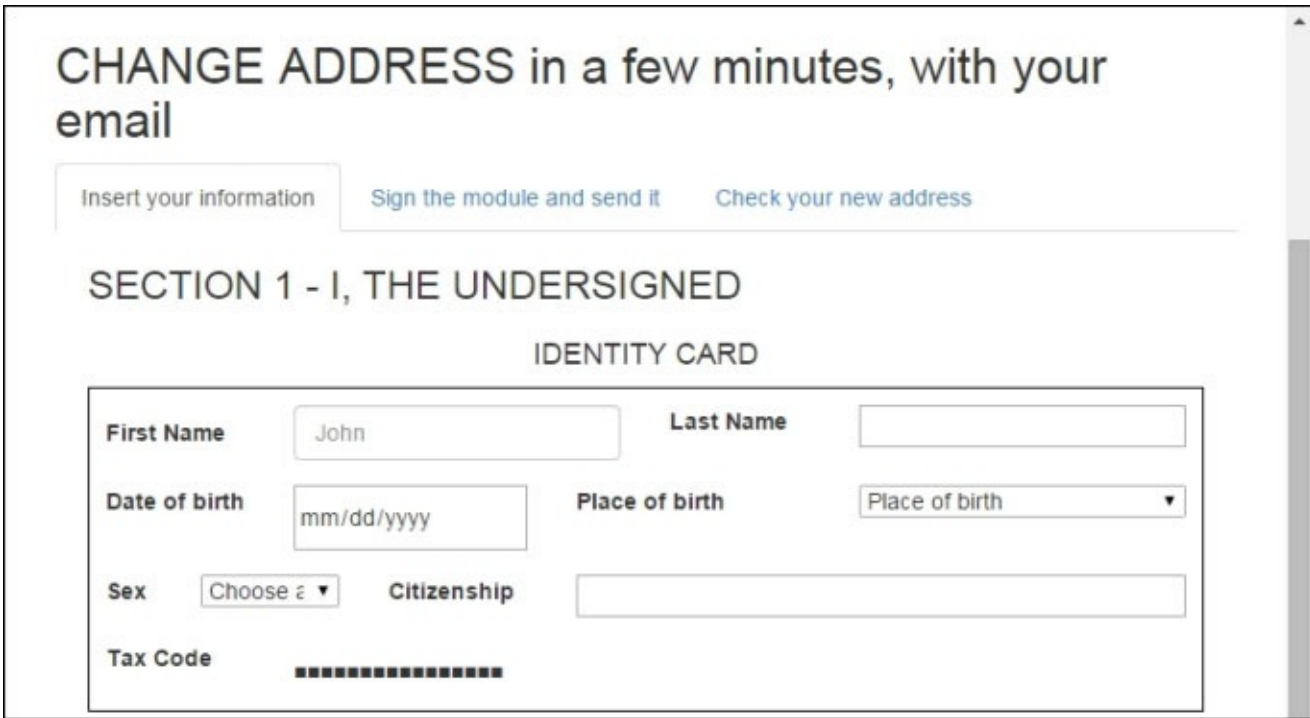 CHANGE ADDRESS in a few minutes, with your
email
Insert your information Sign the module and send it Check your new address
SECTION 1 - I, THE UNDERSIGNED
IDENTITY CARD
First Name John Last Name
Date of birth mm/dd/yyyy Place of birth Place of birth
Sex Choose a Citizenship
Tax Code